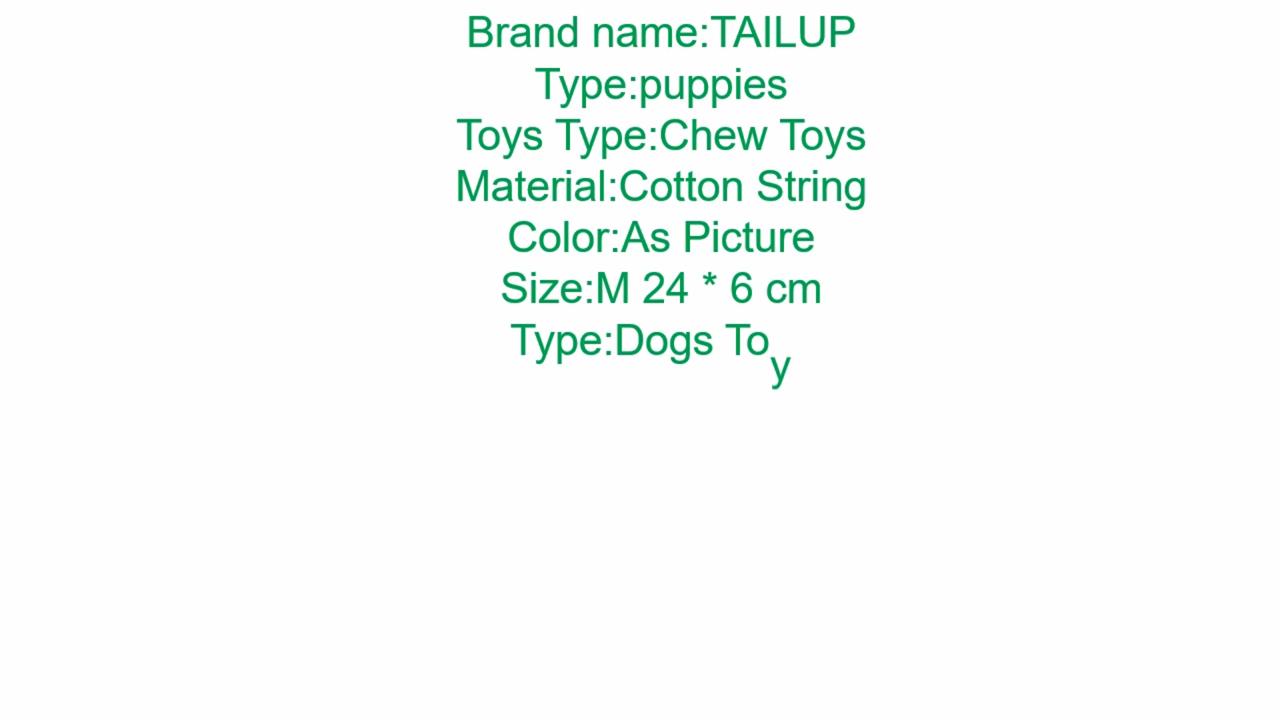 Brand name:TAILUP
Type:puppies
Toys Type:Chew Toys
Material:Cotton String
Color:As Picture
Size:M 24 * 6 cm
Type:Dogs Toy